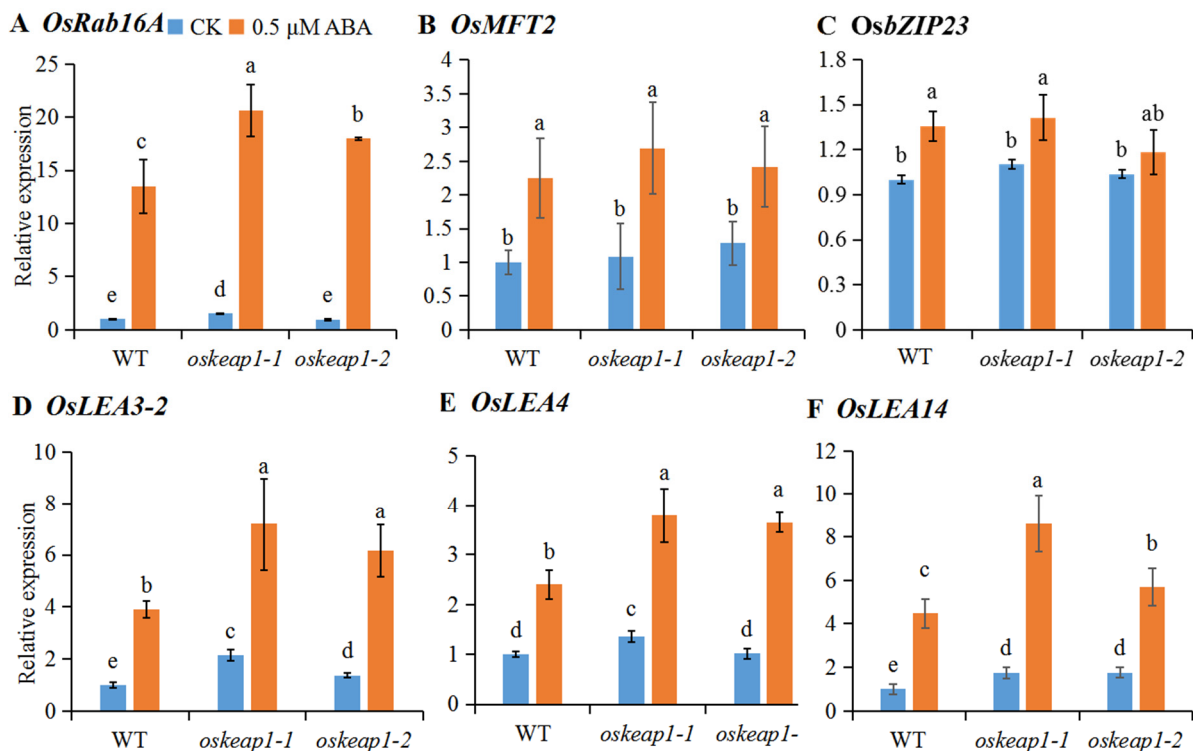 A OsRab16A CK 0.5 μM ABA
Relative expression
25
20
15
10
5
0
e
c
d
a
e
b
WT oskeap1-1 oskeap1-2
B OsMFT2
4
3.5
3
2.5
2
1.5
1
0.5
0
b
a
b
a
b
a
WT oskeap1-1 oskeap1-2
C OsbZIP23
1.8
1.5
1.2
0.9
0.6
0.3
0
b
a
b
a
b
ab
WT oskeap1-1 oskeap1-2
D OsLEA3-2
Relative expression
10
8
6
4
2
0
e
b
c
a
d
a
WT oskeap1-1 oskeap1-2
E OsLEA4
5
4
3
2
1
0
d
b
c
a
d
a
WT oskeap1-1 oskeap1-
F OsLEA14
12
10
8
6
4
2
0
e
c
d
a
d
b
WT oskeap1-1 oskeap1-2